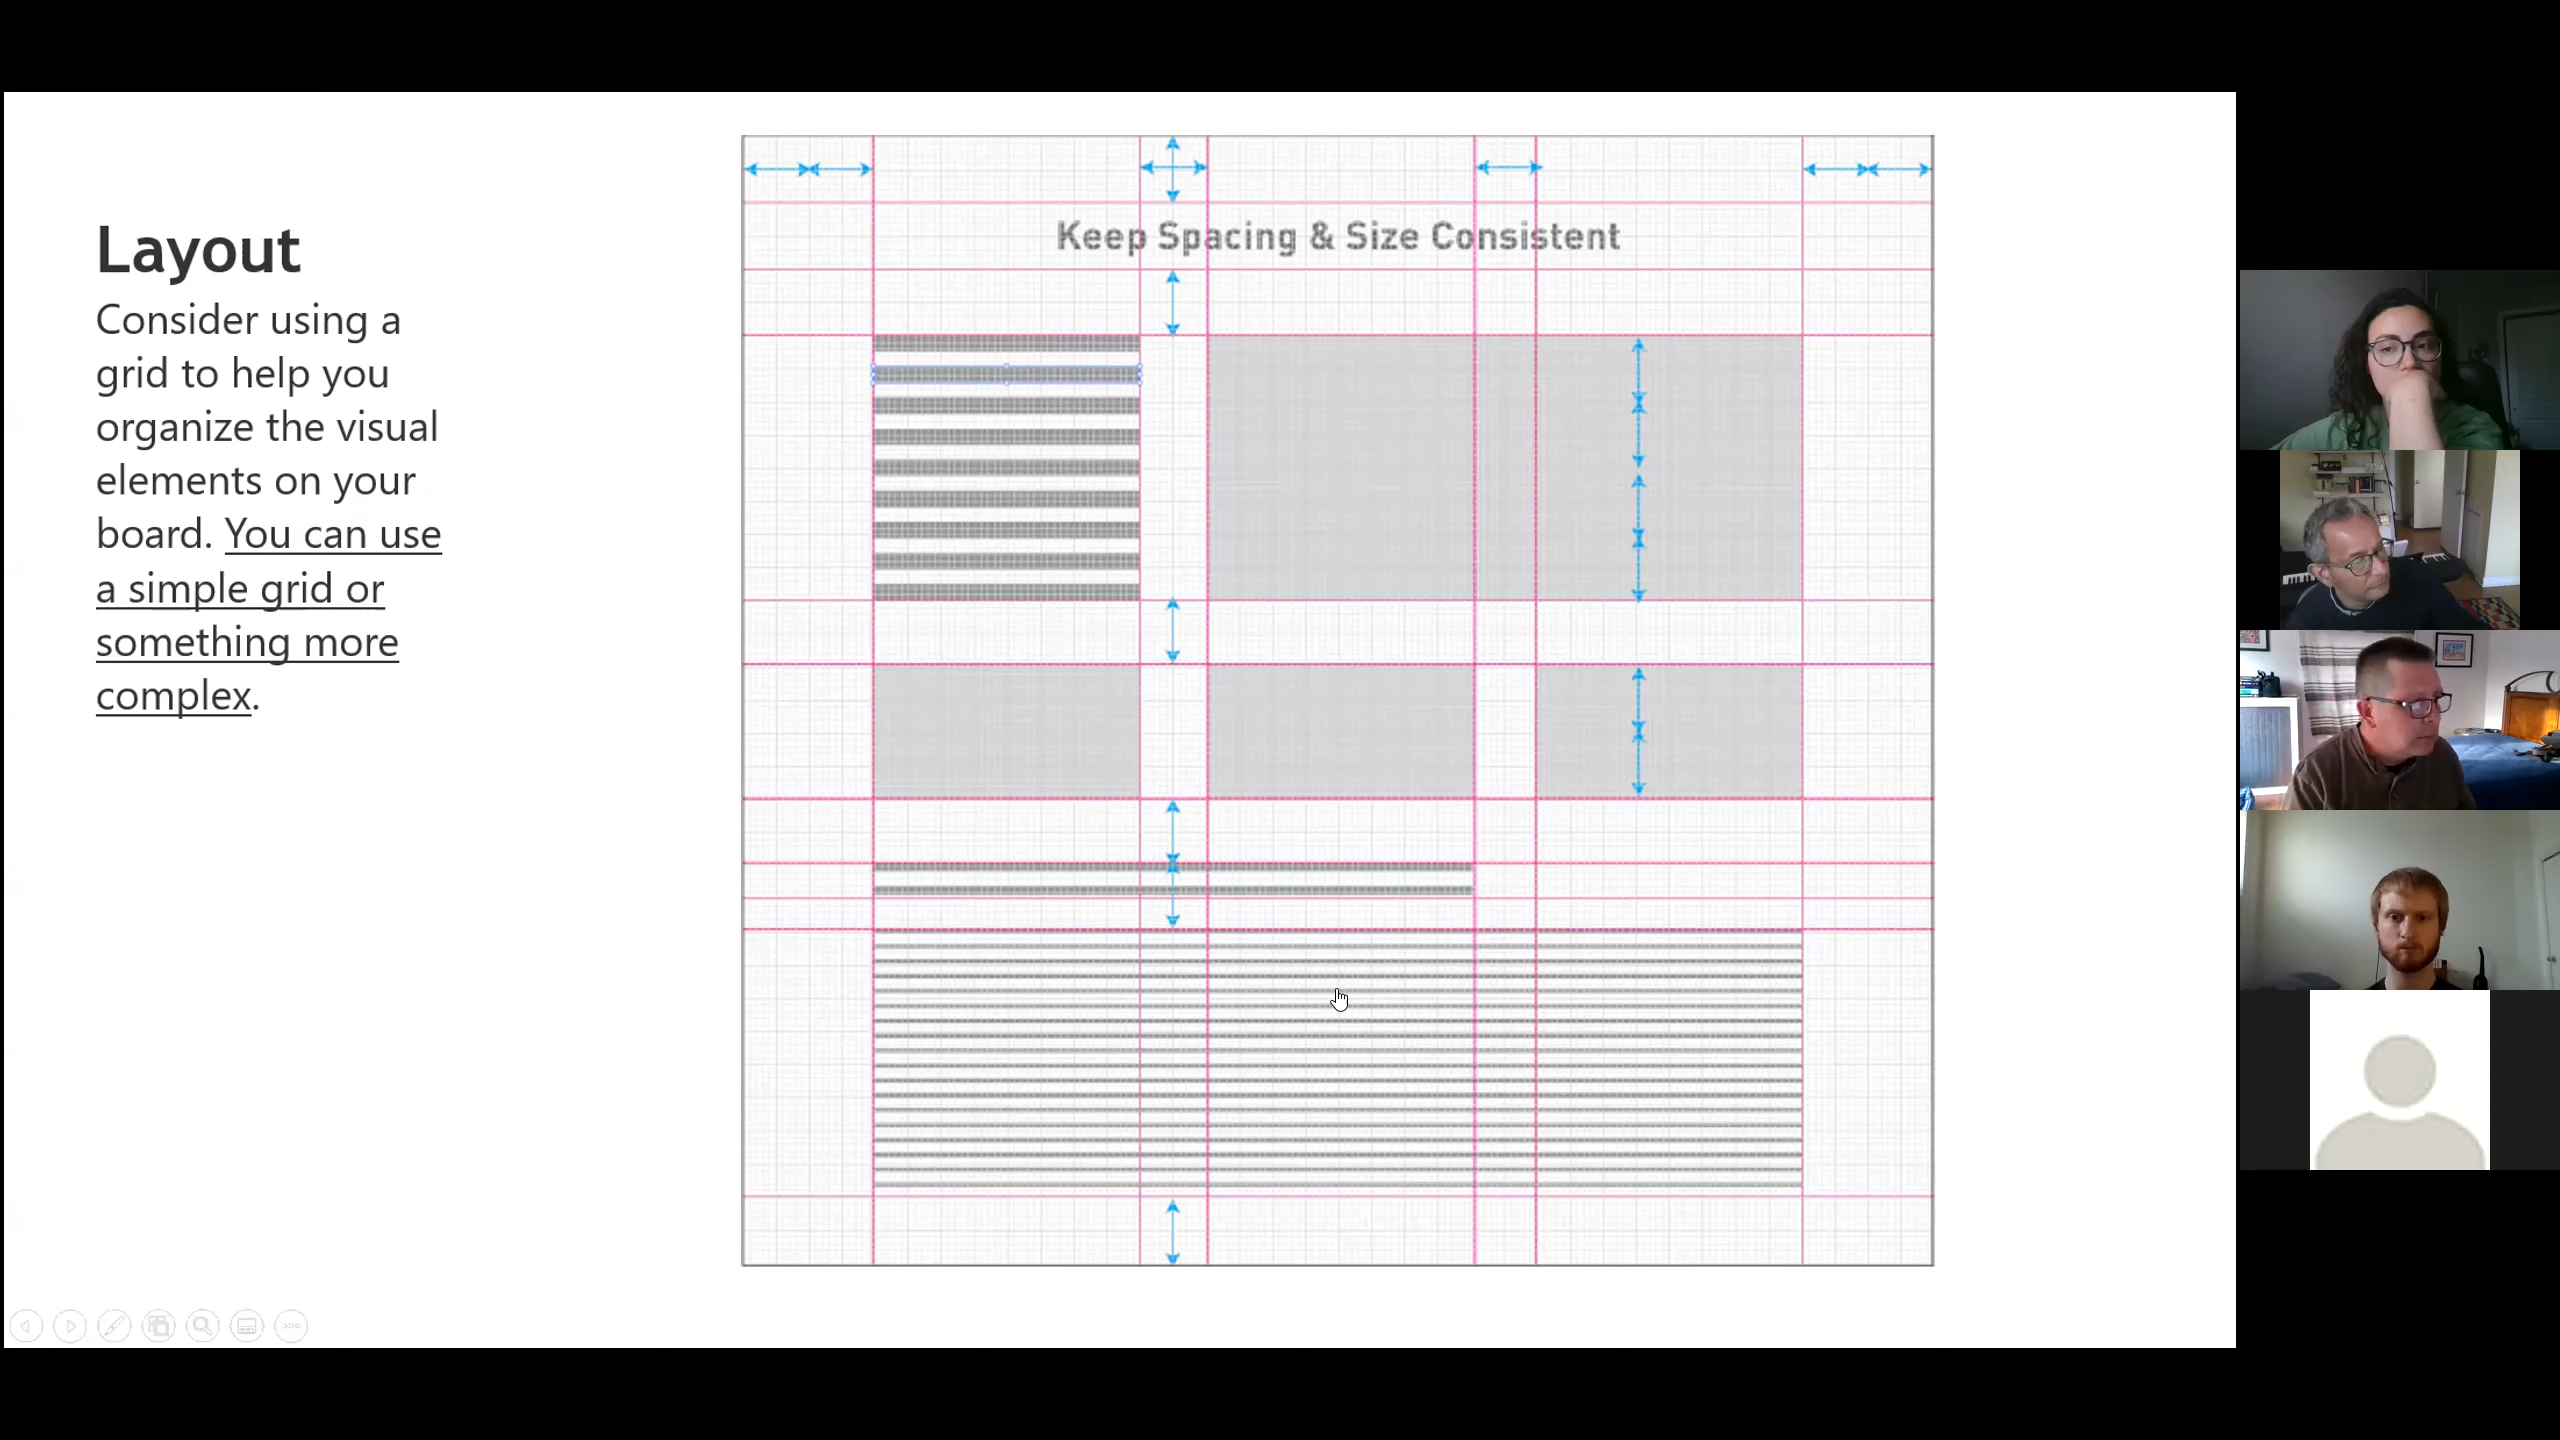 Layout
Consider using a
grid to help you
organize the visual
elements on your
board. You can use
a simple grid or
something more
complex.
Keep Spacing & Size Consistent